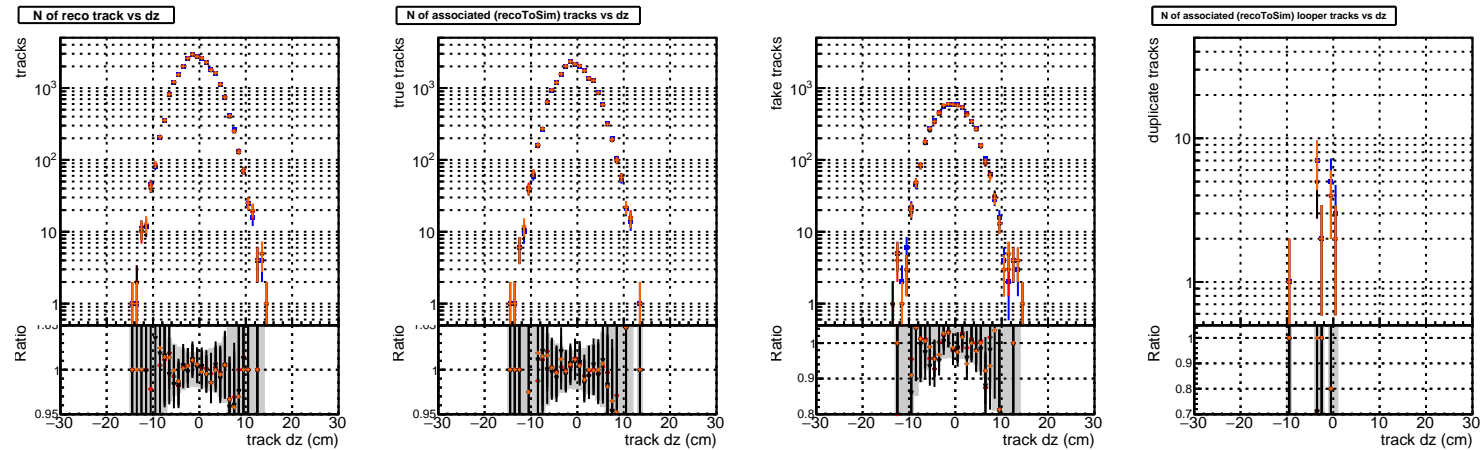 N of reco track vs dz
tracks
10³
10²
10
1
Ratio
1
0.95
−30 −20 −10 0 10 20 30
track dz (cm)
N of associated (recoToSim) tracks vs dz
true tracks
10³
10²
10
1
Ratio
1
0.95
−30 −20 −10 0 10 20 30
track dz (cm)
fake tracks
10³
10²
10
1
Ratio
1
0.9
0.8
−30 −20 −10 0 10 20 30
track dz (cm)
N of associated (recoToSim) looper tracks vs dz
duplicate tracks
10
1
Ratio
1
0.9
0.8
0.7
−30 −20 −10 0 10 20 30
track dz (cm)